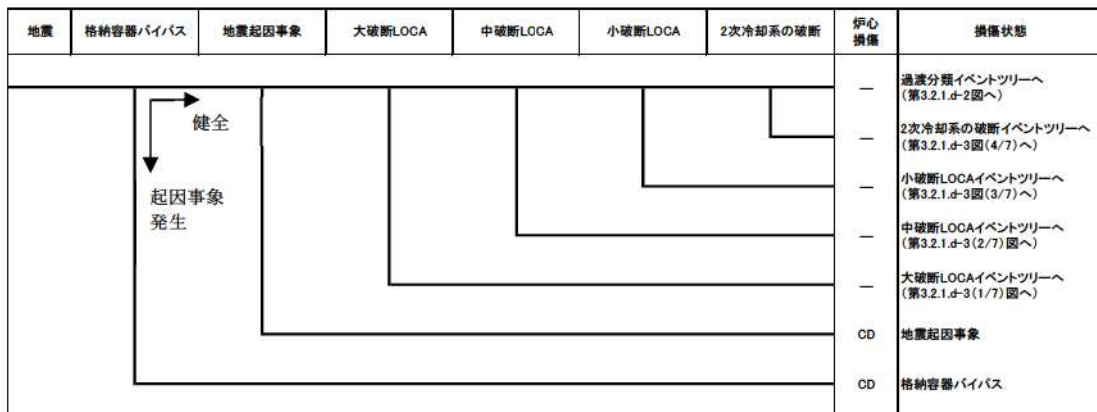 地震
格納容器バイパス
地震起因事象
大破断LOCA
中破断LOCA
小破断LOCA
2次冷却系の破断
炉心
損傷
損傷状態
健全
起因事象
発生
—
過渡分類イベントツリーへ
(第3.2.1.d-2図へ)
—
2次冷却系の破断イベントツリーへ
(第3.2.1.d-3図(4/7)へ)
—
小破断LOCAイベントツリーへ
(第3.2.1.d-3図(3/7)へ)
—
中破断LOCAイベントツリーへ
(第3.2.1.d-3(2/7)図へ)
—
大破断LOCAイベントツリーへ
(第3.2.1.d-3(1/7)図へ)
CD
地震起因事象
CD
格納容器バイパス